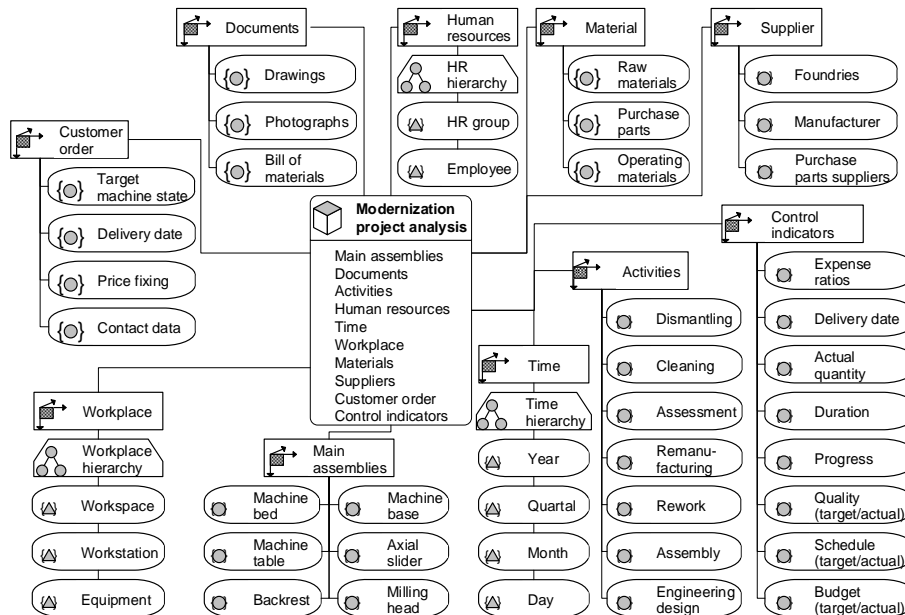 Documents
Drawings
Photographs
Bill of
materials
Human
resources
HR
hierarchy
HR group
Employee
Material
Raw
materials
Purchase
parts
Operating
materials
Supplier
Foundries
Manufacturer
Purchase
parts suppliers
Customer
order
Target
machine state
Delivery date
Price fixing
Contact data
Modernization
project analysis
Main assemblies
Documents
Activities
Human resources
Time
Workplace
Materials
Suppliers
Customer order
Control indicators
Control
indicators
Expense
ratios
Delivery date
Actual
quantity
Duration
Progress
Quality
(target/actual)
Schedule
(target/actual)
Budget
(target/actual)
Activities
Dismantling
Cleaning
Assessment
Remanu-
facturing
Rework
Assembly
Engineering
design
Time
Time
hierarchy
Year
Quartal
Month
Day
Workplace
Workplace
hierarchy
Workspace
Workstation
Equipment
Main
assemblies
Machine
bed
Machine
base
Machine
table
Axial
slider
Backrest
Milling
head